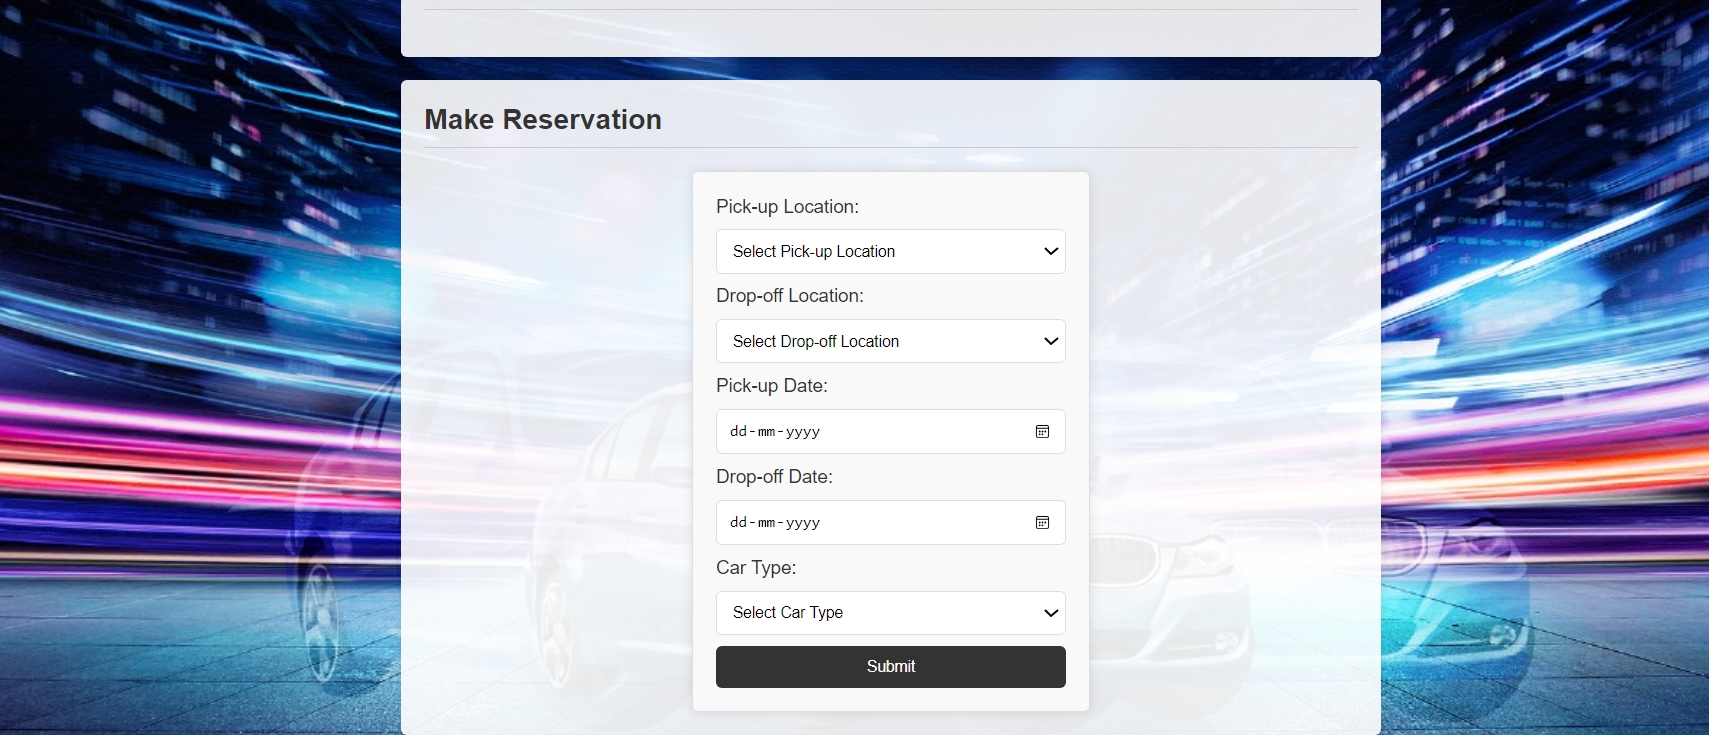 Make Reservation
Pick-up Location:
Select Pick-up Location
Drop-off Location:
Select Drop-off Location
Pick-up Date:
dd-mm-yyyy
Drop-off Date:
dd-mm-yyyy
Car Type:
Select Car Type
Submit